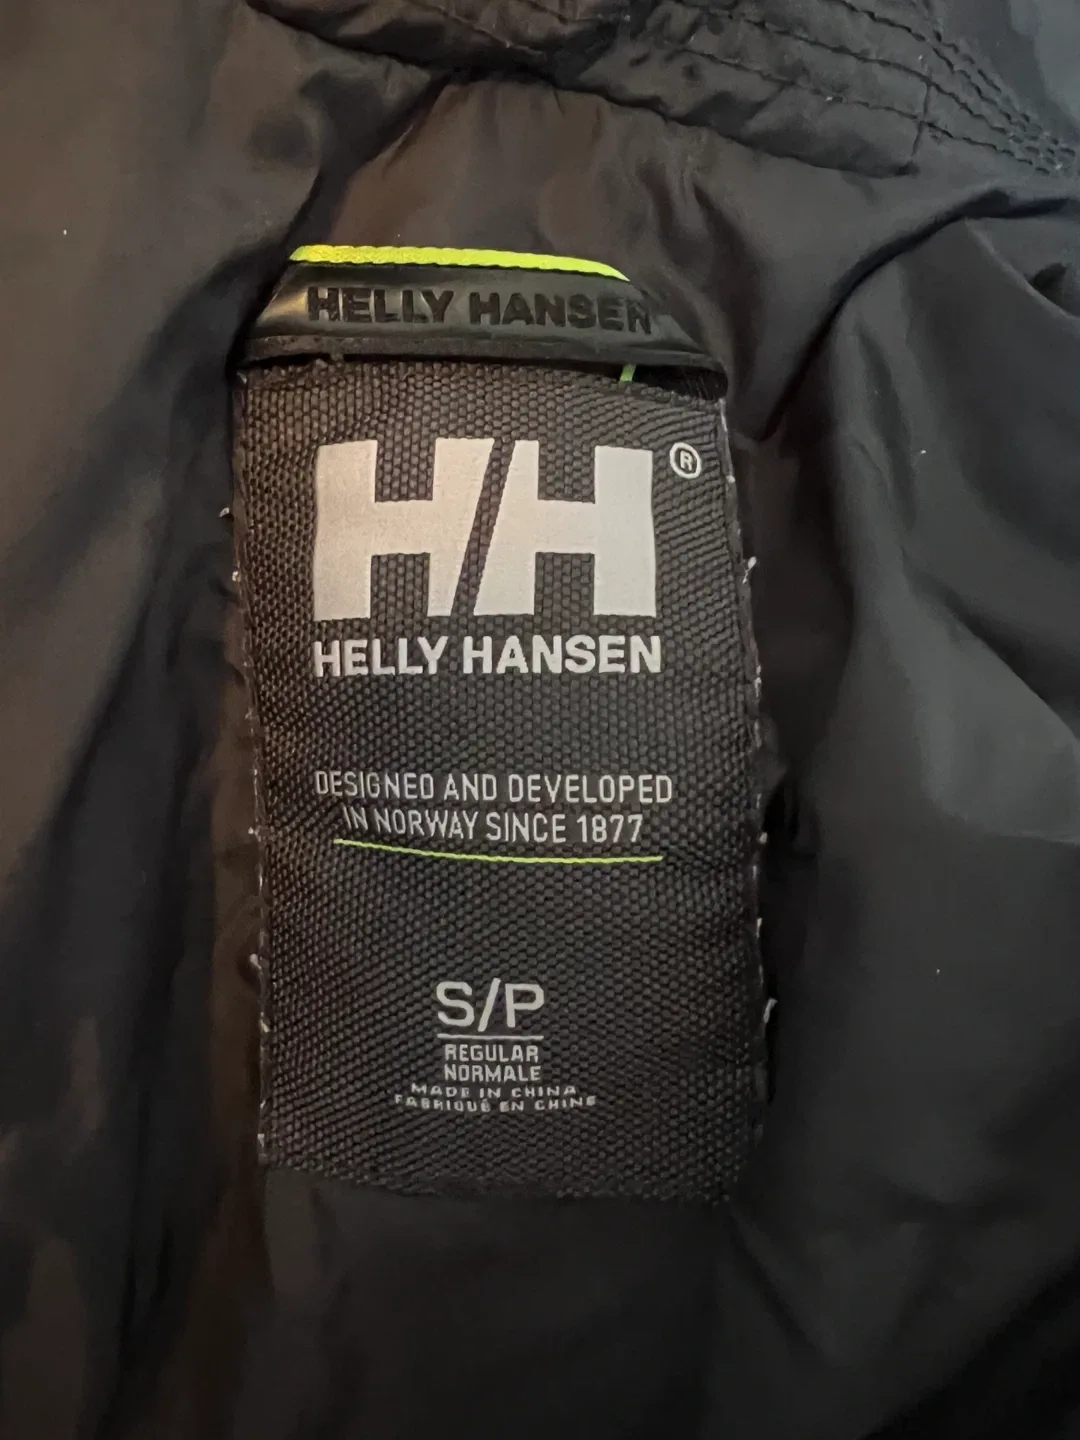 HELLY HANSEN
HH ®
HELLY HANSEN
DESIGNED AND DEVELOPED
IN NORWAY SINCE 1877
S/P
REGULAR
NORMALE
MADE IN CHINA
FABRIQUÉ EN CHINE